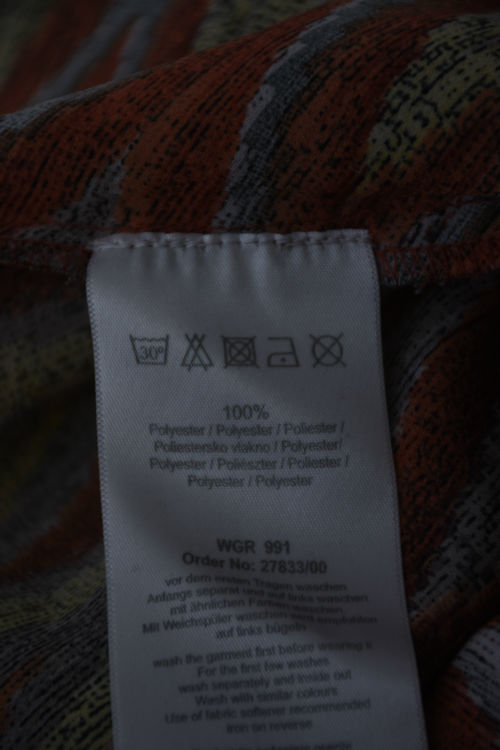 30º
100%
Polyester / Polyester / Poliester /
Poliestersko vlakno / Polyester/
Polyester / Poliészter / Poliester /
Polyester / Polyester
WGR 991
Order No: 27833/00
vor dem ersten Tragen waschen
Anfangs separat und auf links waschen
mit ähnlichen Farben waschen
Mit Weichspüler waschen wird empfohlen
auf links bügeln
wash the garment first before wearing it
For the first few washes
wash separately and inside out
Wash with similar colours
Use of fabric softener recommended
iron on reverse